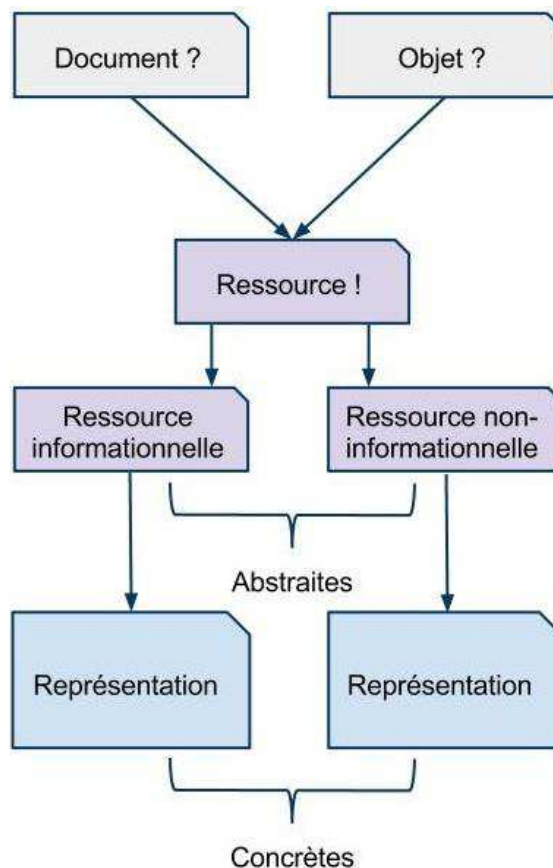 Document ?
Objet ?
Ressource !
Ressource
informationnelle
Ressource non-
informationnelle
Abstraites
Représentation
Représentation
Concrètes